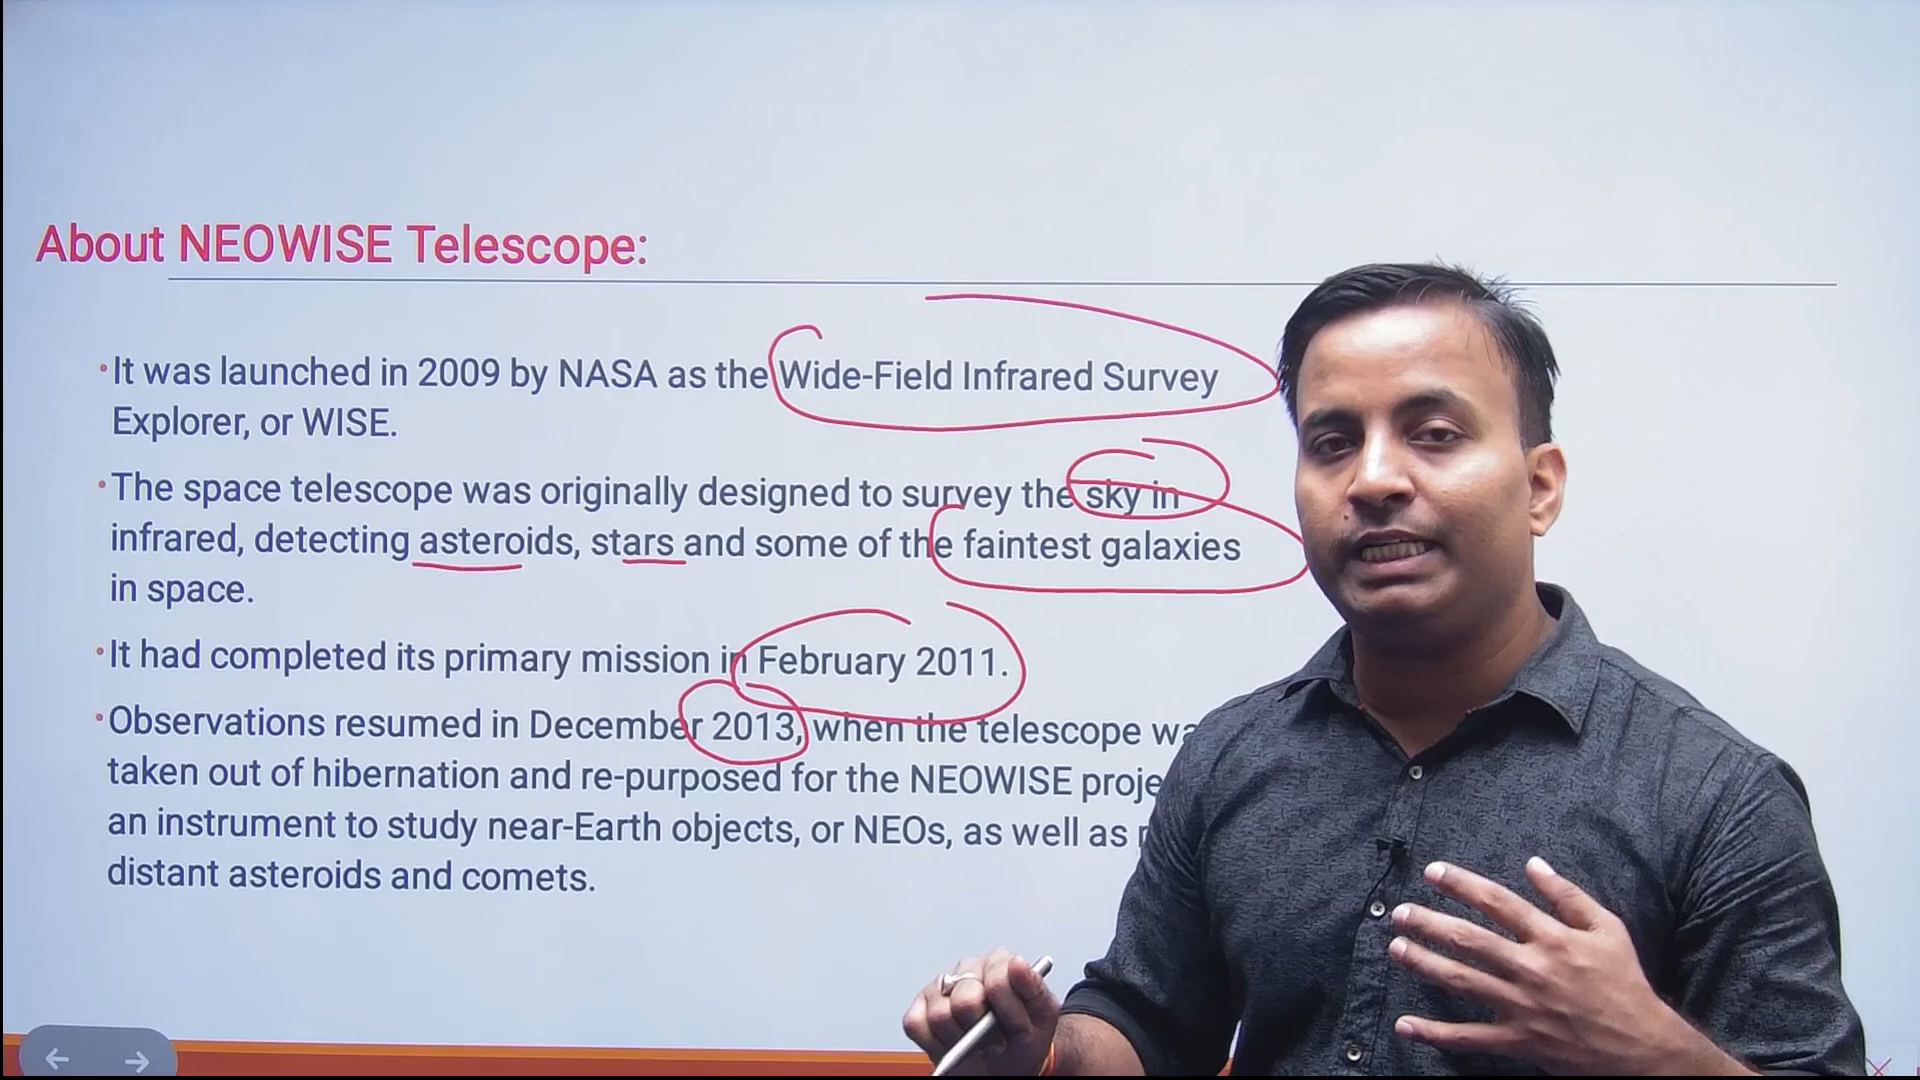 About NEOWISE Telescope:
•It was launched in 2009 by NASA as the Wide-Field Infrared Survey
Explorer, or WISE.
•The space telescope was originally designed to survey the sky in
infrared, detecting asteroids, stars and some of the faintest galaxies
in space.
•It had completed its primary mission in February 2011.
•Observations resumed in December 2013, when the telescope
taken out of hibernation and re-purposed for the NEOWISE
an instrument to study near-Earth objects, or NEOs, as well as
distant asteroids and comets.